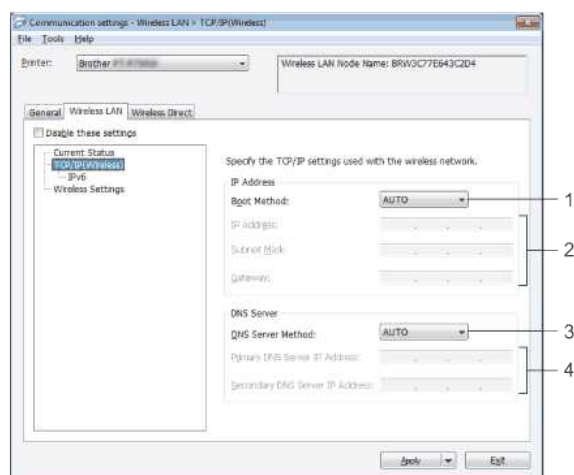 Communication settings - Wireless LAN > TCP/IP(Wireless)
File Tools Help
Printer: Brother Wireless LAN Node Name: BRW3C77E643C2D4
General Wireless LAN Wireless Direct
Disable these settings
Current Status
TCP/IP(Wireless)
IPv6
Wireless Settings
Specify the TCP/IP settings used with the wireless network.
IP Address
Boot Method: AUTO 1
IP Address:
Subnet Mask:
2
Gateway:
DNS Server
DNS Server Method: AUTO 3
Primary DNS Server IP Address:
4
Secondary DNS Server IP Address:
Apply Exit